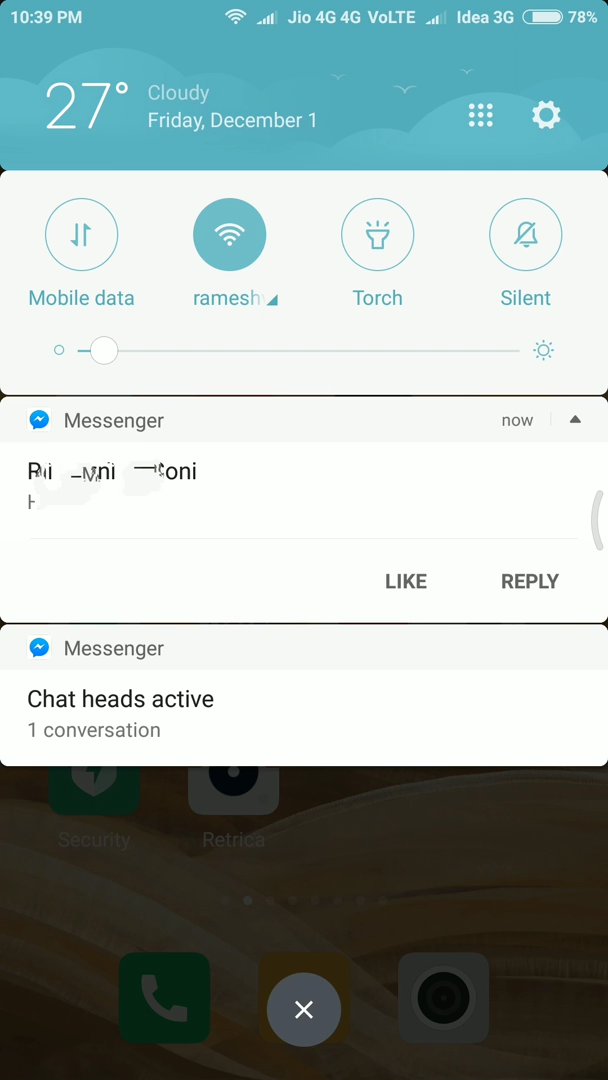 10:39 PM Jio 4G 4G VoLTE Idea 3G 78%
27°
Cloudy
Friday, December 1
Mobile data ramesh Torch Silent
Messenger now
LIKE REPLY
Messenger
Chat heads active
1 conversation
Security Retrica